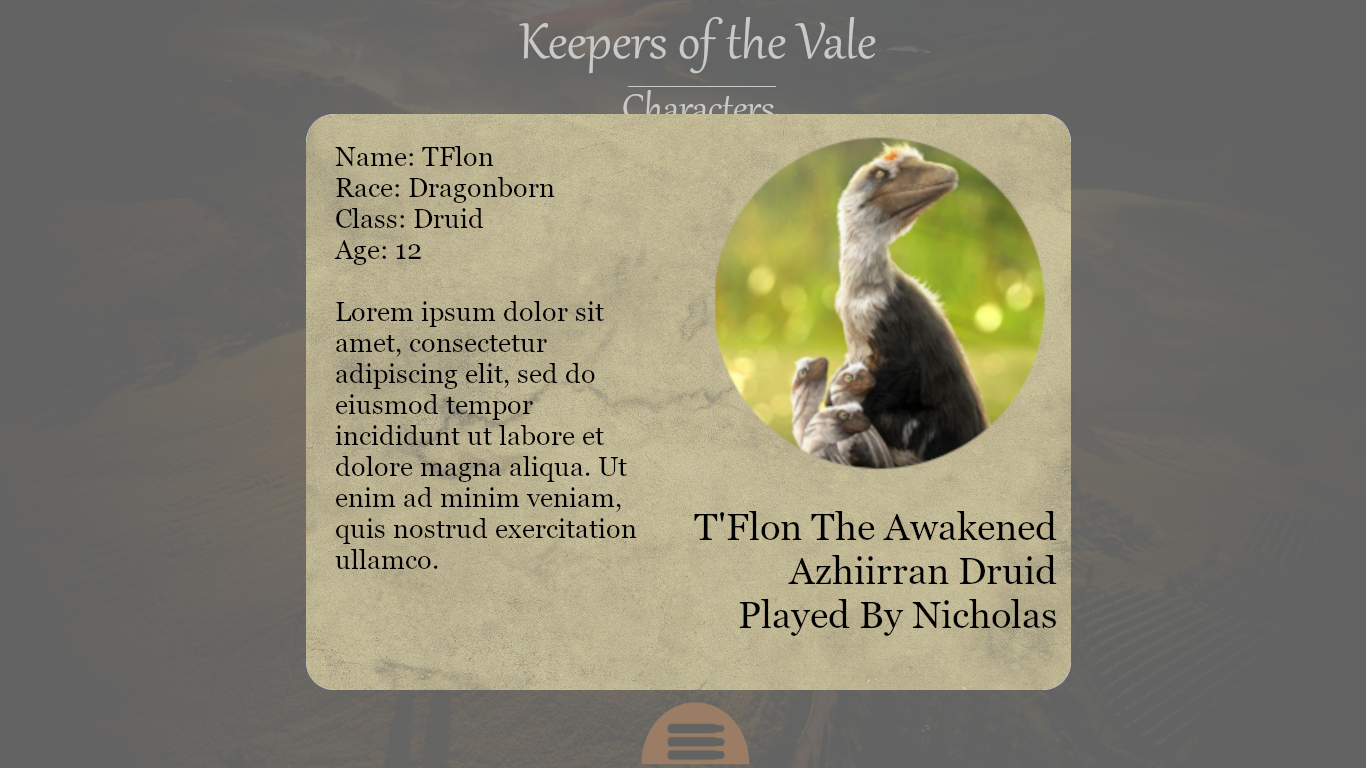 Keepers of the Vale
Characters
Name: TFlon
Race: Dragonborn
Class: Druid
Age: 12
Lorem ipsum dolor sit
amet, consectetur
adipiscing elit, sed do
eiusmod tempor
incididunt ut labore et
dolore magna aliqua. Ut
enim ad minim veniam,
quis nostrud exercitation
ullamco.
T'Flon The Awakened
Azhiirran Druid
Played By Nicholas